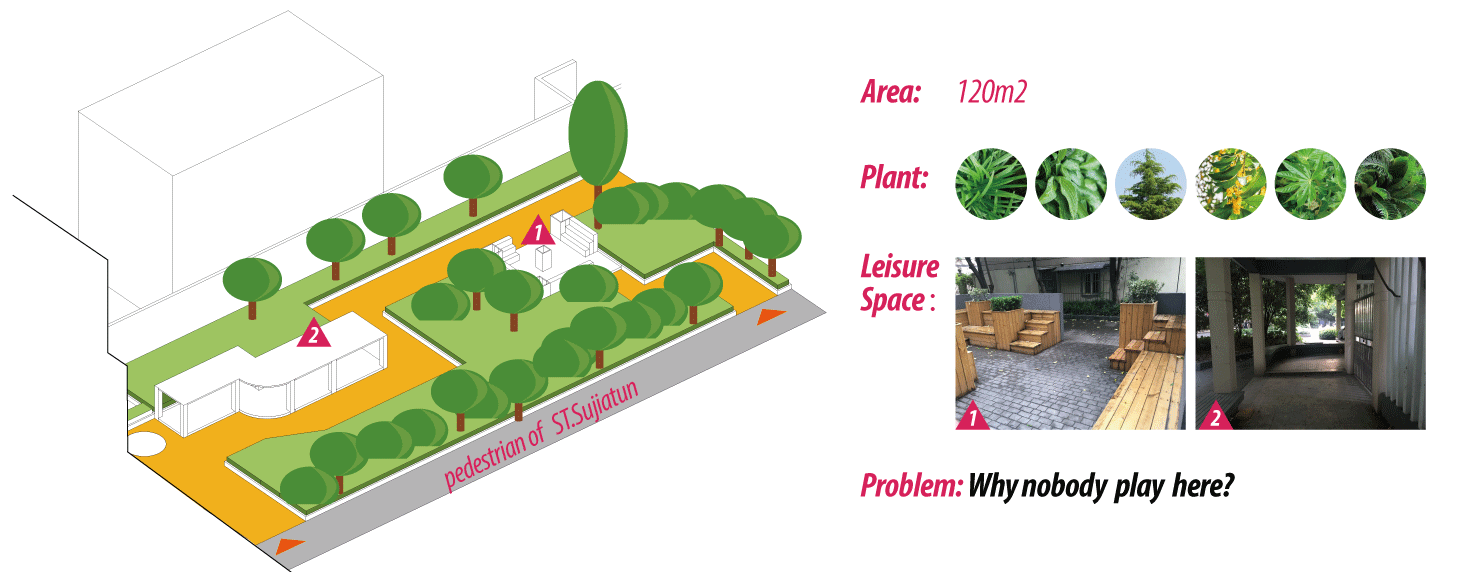 1
2
pedestrian of ST.Sujiatun
Area: 120m2
Plant:
Leisure
Space :
1
2
Problem: Why nobody play here?